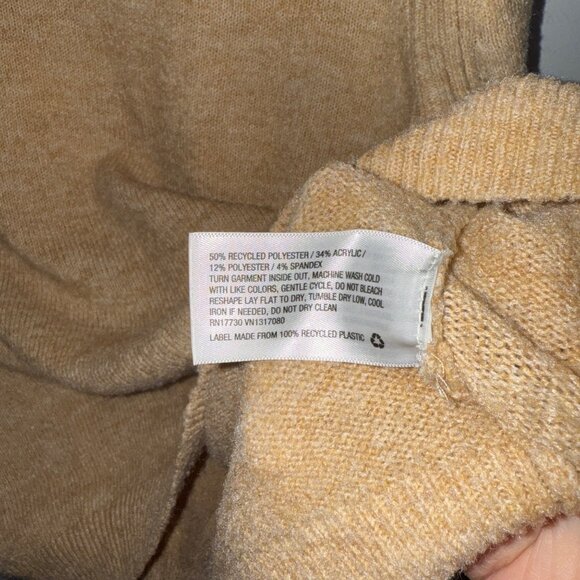 50% RECYCLED POLYESTER / 34% ACRYLIC /
12% POLYESTER / 4% SPANDEX
TURN GARMENT INSIDE OUT, MACHINE WASH COLD
WITH LIKE COLORS, GENTLE CYCLE, DO NOT BLEACH
RESHAPE LAY FLAT TO DRY, TUMBLE DRY LOW, COOL
IRON IF NEEDED, DO NOT DRY CLEAN
RN17730 VN1317080
LABEL MADE FROM 100% RECYCLED PLASTIC